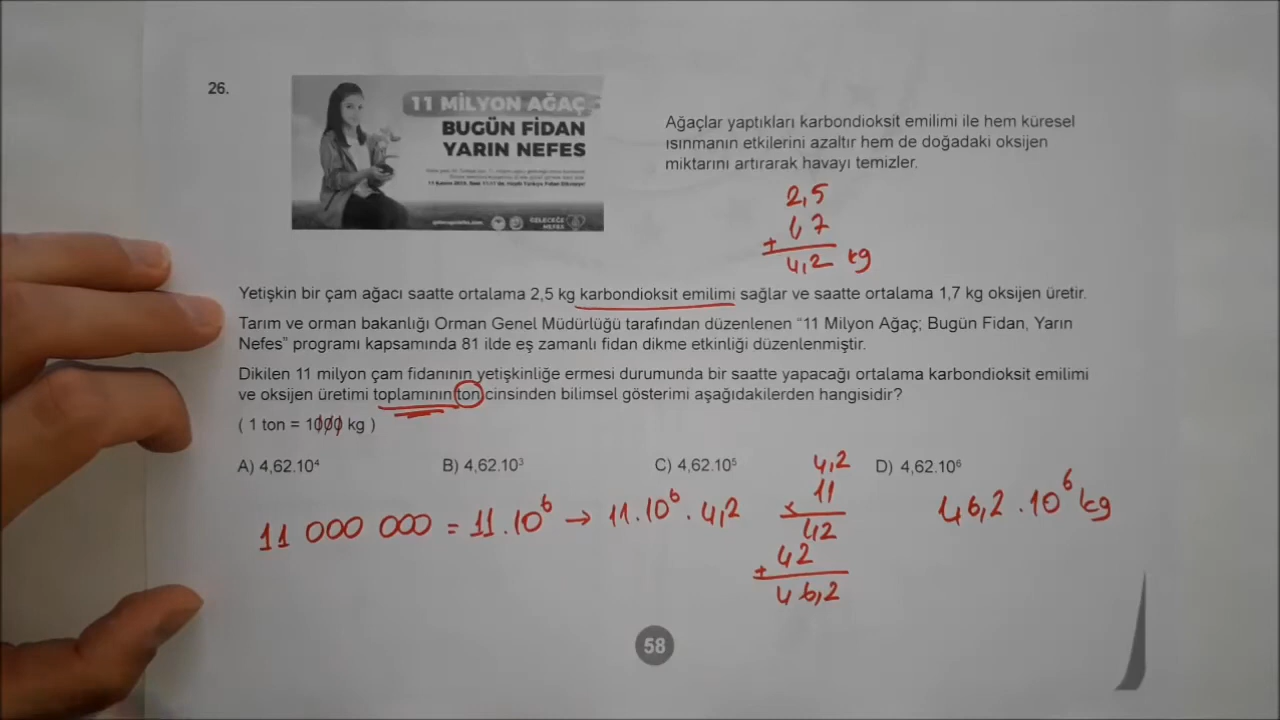 26.
11 MİLYON AĞAÇ
BUGÜN FİDAN
YARIN NEFES
GELECEĞE
NEFES
Ağaçlar yaptıkları karbondioksit emilimi ile hem küresel
ısınmanın etkilerini azaltır hem de doğadaki oksijen
miktarını artırarak havayı temizler.
2,5
1,7
+
4,2 kg
Yetişkin bir çam ağacı saatte ortalama 2,5 kg karbondioksit emilimi sağlar ve saatte ortalama 1,7 kg oksijen üretir.
Tarım ve orman bakanlığı Orman Genel Müdürlüğü tarafından düzenlenen “11 Milyon Ağaç; Bugün Fidan, Yarın
Nefes” programı kapsamında 81 ilde eş zamanlı fidan dikme etkinliği düzenlenmiştir.
Dikilen 11 milyon çam fidanının yetişkinliğe ermesi durumunda bir saatte yapacağı ortalama karbondioksit emilimi
ve oksijen üretimi toplamının ton cinsinden bilimsel gösterimi aşağıdakilerden hangisidir?
( 1 ton = 1000 kg )
A) 4,62.10⁴ B) 4,62.10³ C) 4,62.10⁵ D) 4,62.10⁶
11 000 000 = 11.10⁶ → 11.10⁶.4,2
4,2
x 11
42
+ 42
46,2
46,2.10⁶ kg
58